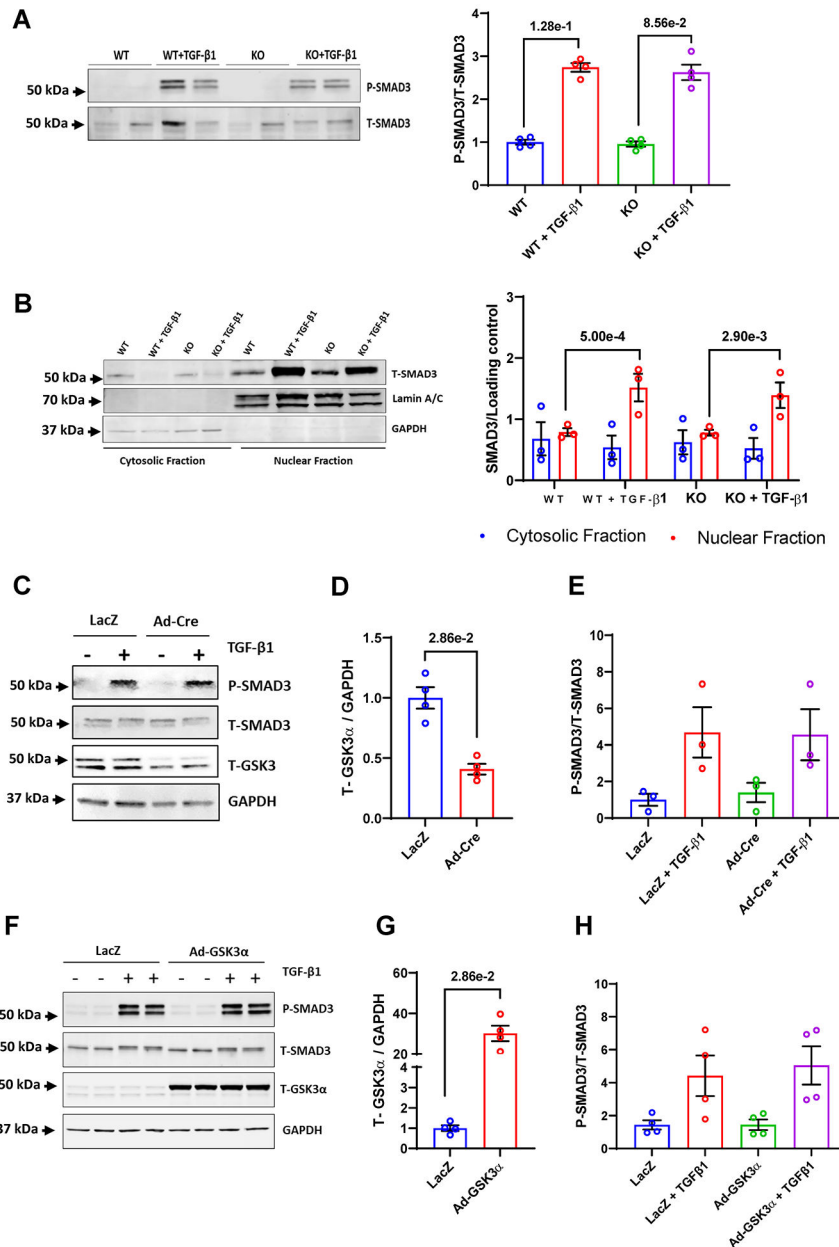 A
WT WT+TGF-β1 KO KO+TGF-β1
50 kDa P-SMAD3
50 kDa T-SMAD3
P-SMAD3/T-SMAD3
4
3
2
1
0
1.28e-1 8.56e-2
WT WT + TGF-β1 KO KO + TGF-β1
B
WT WT + TGF-β1 KO KO + TGF-β1 WT WT + TGF-β1 KO KO + TGF-β1
50 kDa T-SMAD3
70 kDa Lamin A/C
37 kDa GAPDH
Cytosolic Fraction Nuclear Fraction
SMAD3/Loading control
3
2
1
0
5.00e-4 2.90e-3
WT WT + TGF-β1 KO KO + TGF-β1
Cytosolic Fraction Nuclear Fraction
C
LacZ Ad-Cre
TGF-β1
- + - +
50 kDa P-SMAD3
T-SMAD3
50 kDa
50 kDa T-GSK3
37 kDa GAPDH
D
T- GSK3α / GAPDH
1.5
1.0
0.5
0.0
2.86e-2
LacZ Ad-Cre
E
P-SMAD3/T-SMAD3
10
8
6
4
2
0
LacZ LacZ + TGF-β1 Ad-Cre Ad-Cre + TGF-β1
F
LacZ Ad-GSK3α
TGF-β1
- - + + - - + +
50 kDa P-SMAD3
50 kDa T-SMAD3
50 kDa T-GSK3α
37 kDa GAPDH
G
T- GSK3α / GAPDH
60
40
20
4
3
2
1
0
2.86e-2
LacZ Ad-GSK3α
H
P-SMAD3/T-SMAD3
10
8
6
4
2
0
LacZ LacZ + TGFβ1 Ad-GSK3α Ad-GSK3α + TGFβ1